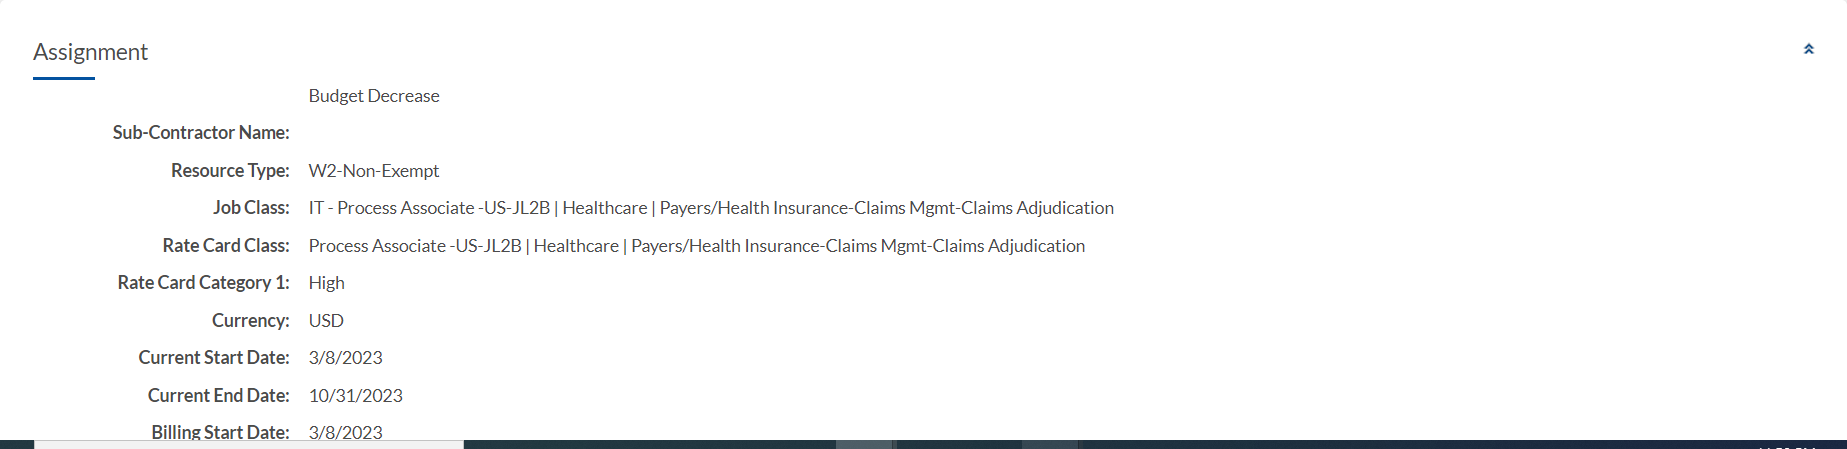 Assignment
Budget Decrease
Sub-Contractor Name:
Resource Type: W2-Non-Exempt
Job Class: IT - Process Associate -US-JL2B | Healthcare | Payers/Health Insurance-Claims Mgmt-Claims Adjudication
Rate Card Class: Process Associate -US-JL2B | Healthcare | Payers/Health Insurance-Claims Mgmt-Claims Adjudication
Rate Card Category 1: High
Currency: USD
Current Start Date: 3/8/2023
Current End Date: 10/31/2023
Billing Start Date: 3/8/2023